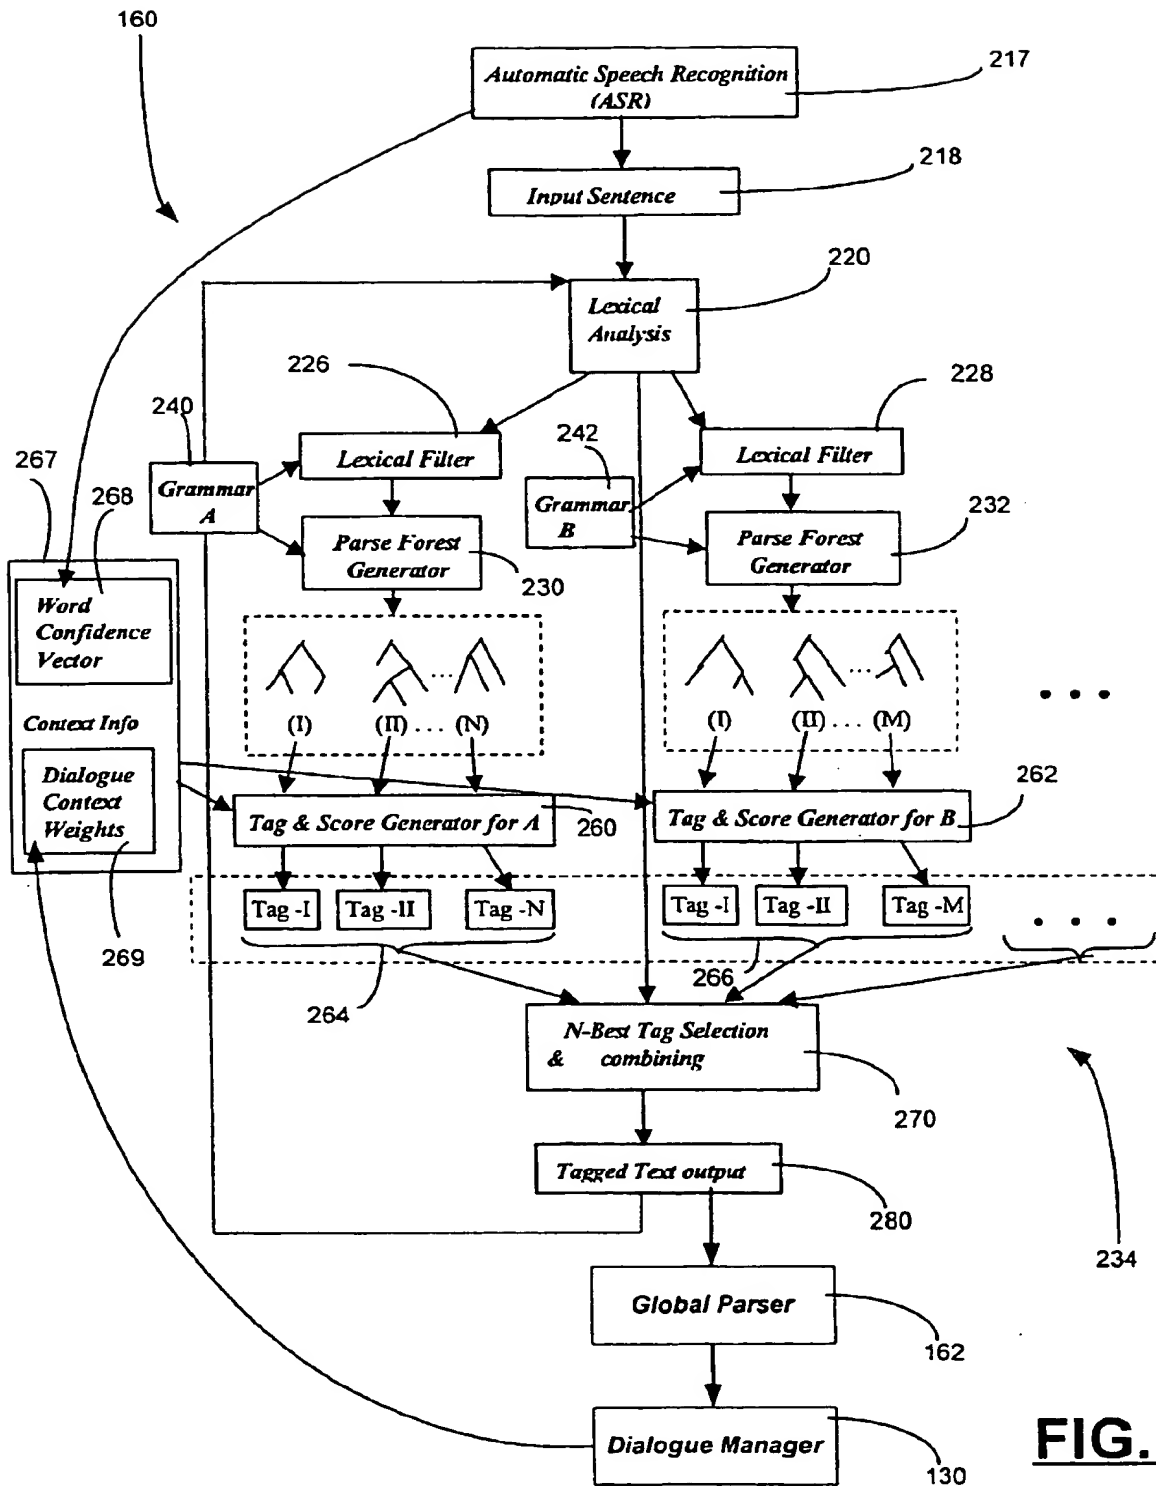 160
Automatic Speech Recognition
(ASR)
217
Input Sentence
218
Lexical
Analysis
220
226
228
240
Lexical Filter
242
Lexical Filter
267
268
Grammar
A
Grammar
B
Parse Forest
Generator
230
Parse Forest
Generator
232
Word
Confidence
Vector
Context Info
Dialogue
Context
Weights
269
...
...
(I)
(II) ... (N)
(I)
(II) ... (M)
• • •
Tag & Score Generator for A
260
Tag & Score Generator for B
262
Tag -I
Tag -II
Tag -N
Tag -I
Tag -II
Tag -M
• • •
264
266
N-Best Tag Selection
& combining
270
Tagged Text output
280
234
Global Parser
162
Dialogue Manager
130
FIG.